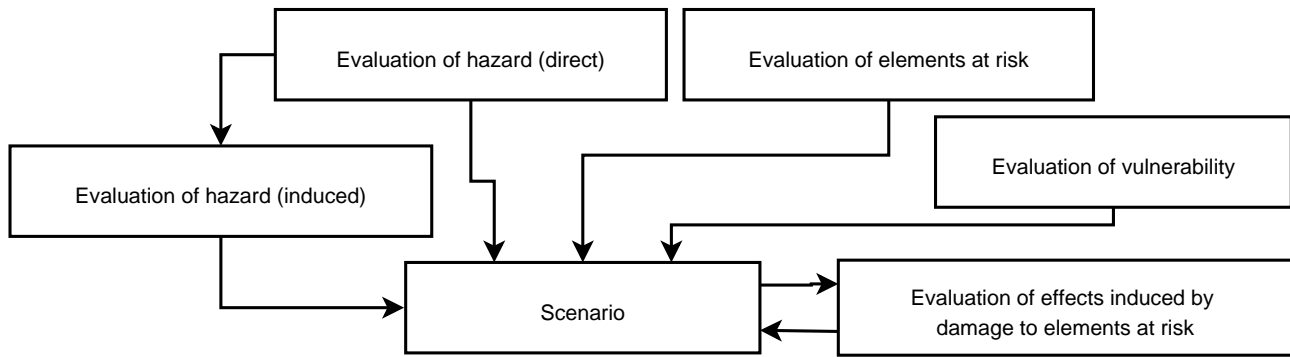 Evaluation of hazard (direct)
Evaluation of elements at risk
Evaluation of vulnerability
Evaluation of hazard (induced)
Scenario
Evaluation of effects induced by
damage to elements at risk